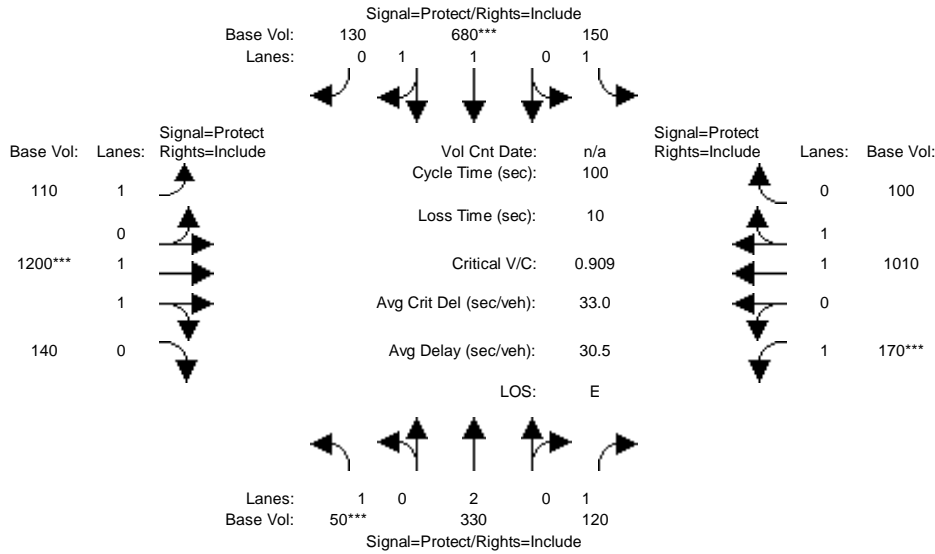 Signal=Protect/Rights=Include
Base Vol: 130 680*** 150
Lanes: 0 1 1 0 1
Signal=Protect
Base Vol: Lanes: Rights=Include
Vol Cnt Date: n/a
Signal=Protect
Rights=Include Lanes: Base Vol:
Cycle Time (sec): 100
110 1
0 100
Loss Time (sec): 10
0
1
1200*** 1
Critical V/C: 0.909
1 1010
1
Avg Crit Del (sec/veh): 33.0
0
140 0
Avg Delay (sec/veh): 30.5
1 170***
LOS: E
Lanes: 1 0 2 0 1
Base Vol: 50*** 330 120
Signal=Protect/Rights=Include